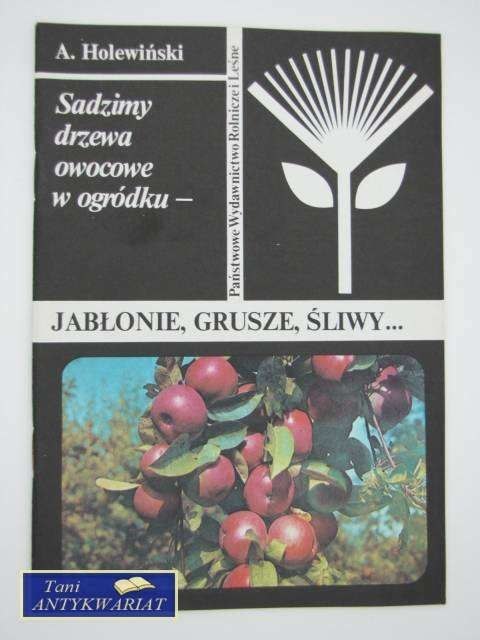 A. Holewiński
Sadzimy
drzewa
owocowe
w ogródku –
Państwowe Wydawnictwo Rolnicze i Leśne
JABŁONIE, GRUSZE, ŚLIWY...
Tani
ANTYKWARIAT